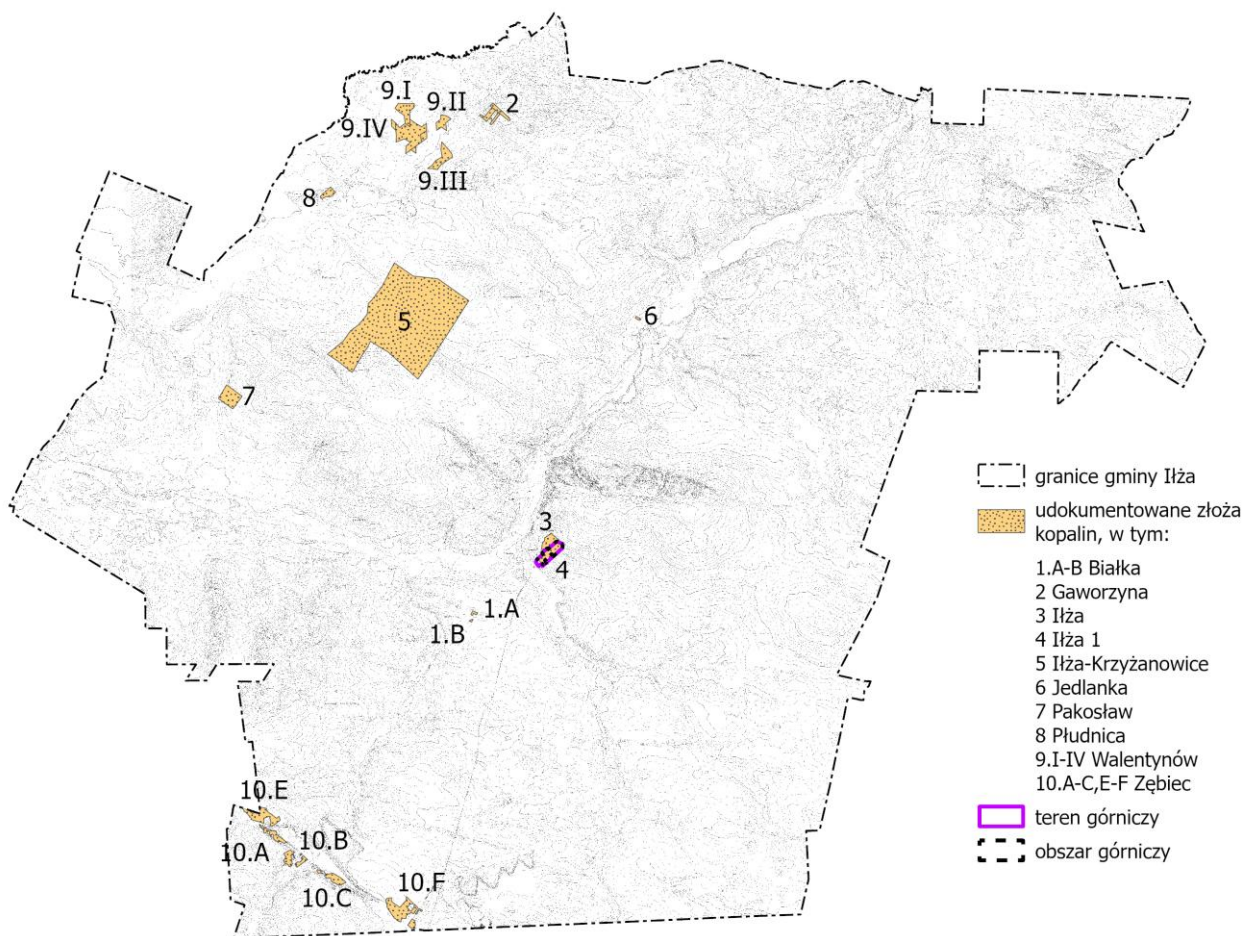 9.I
9.II
2
9.IV
9.III
8
5
6
7
3
4
1.A
1.B
10.E
10.B
10.A
10.C
10.F
granice gminy Iłża
udokumentowane złoża
kopalin, w tym:
1.A-B Białka
2 Gaworzyna
3 Iłża
4 Iłża 1
5 Iłża-Krzyżanowice
6 Jedlanka
7 Pakosław
8 Płudnica
9.I-IV Walentynów
10.A-C,E-F Zębiec
teren górniczy
obszar górniczy